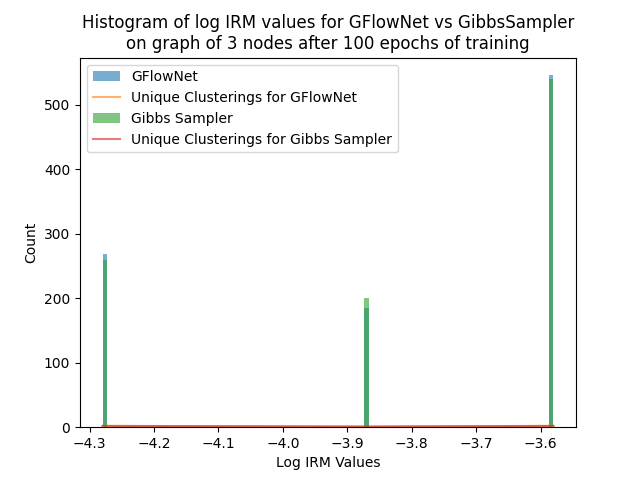 Histogram of log IRM values for GFlowNet vs GibbsSampler
on graph of 3 nodes after 100 epochs of training
GFlowNet
Unique Clusterings for GFlowNet
Gibbs Sampler
Unique Clusterings for Gibbs Sampler
Count
500
400
300
200
100
0
−4.3 −4.2 −4.1 −4.0 −3.9 −3.8 −3.7 −3.6
Log IRM Values